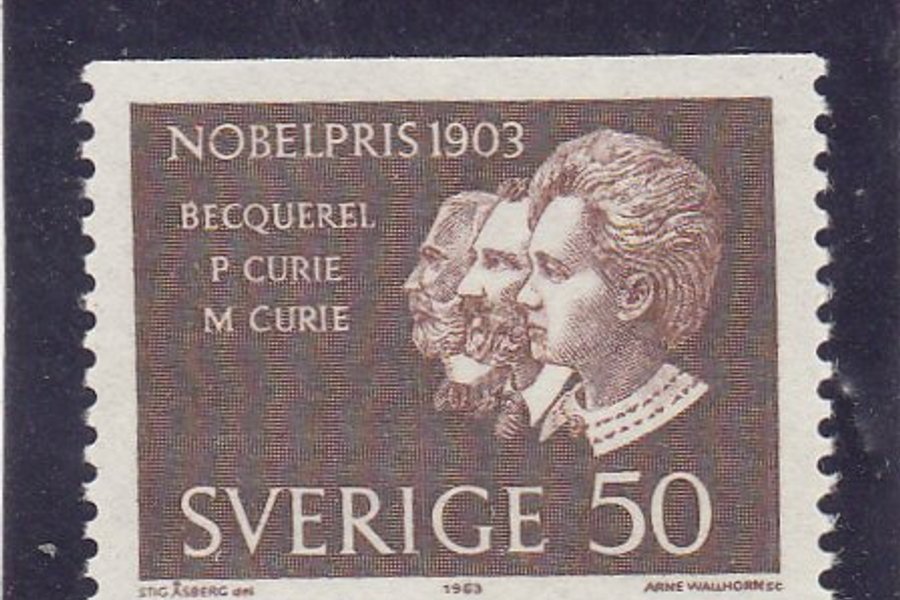 NOBELPRIS 1903
BECQUEREL
P CURIE
M CURIE
SVERIGE 50
STIG ÅSBERG del 1963 ARNE WALLHORN sc